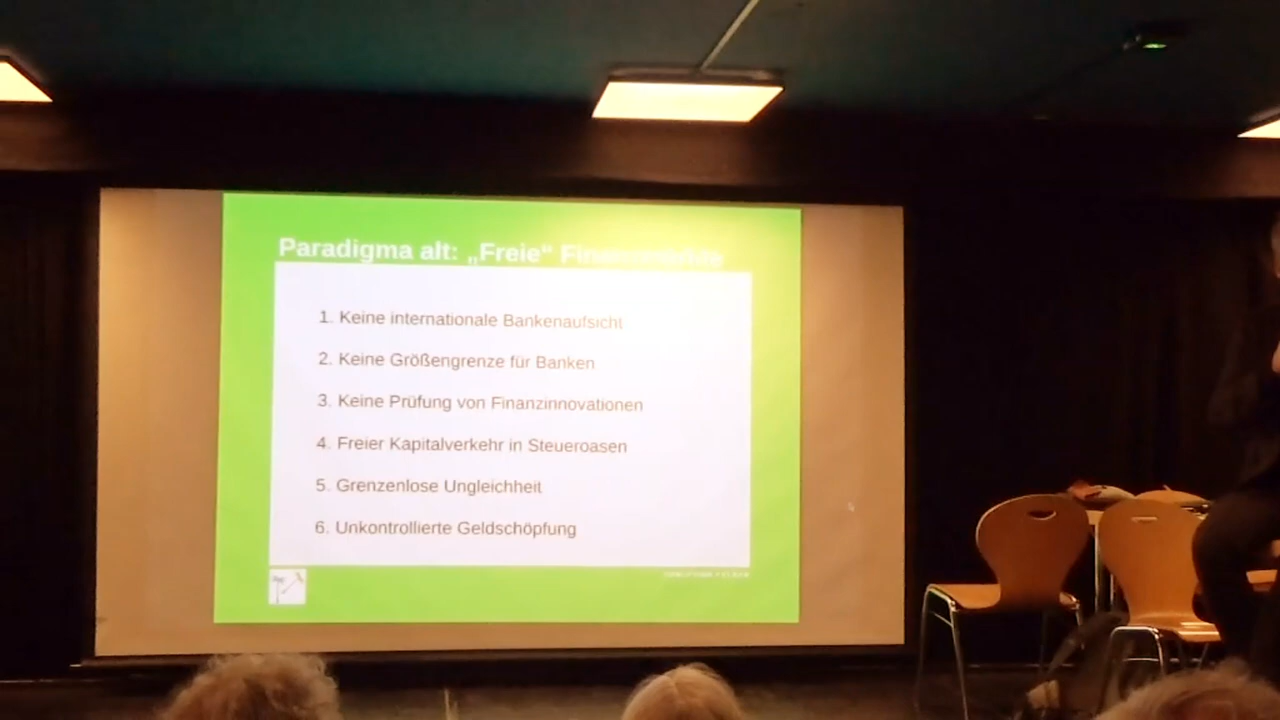 Paradigma alt: „Freie“ Finanzmärkte
1. Keine internationale Bankenaufsicht
2. Keine Größengrenze für Banken
3. Keine Prüfung von Finanzinnovationen
4. Freier Kapitalverkehr in Steueroasen
5. Grenzenlose Ungleichheit
6. Unkontrollierte Geldschöpfung